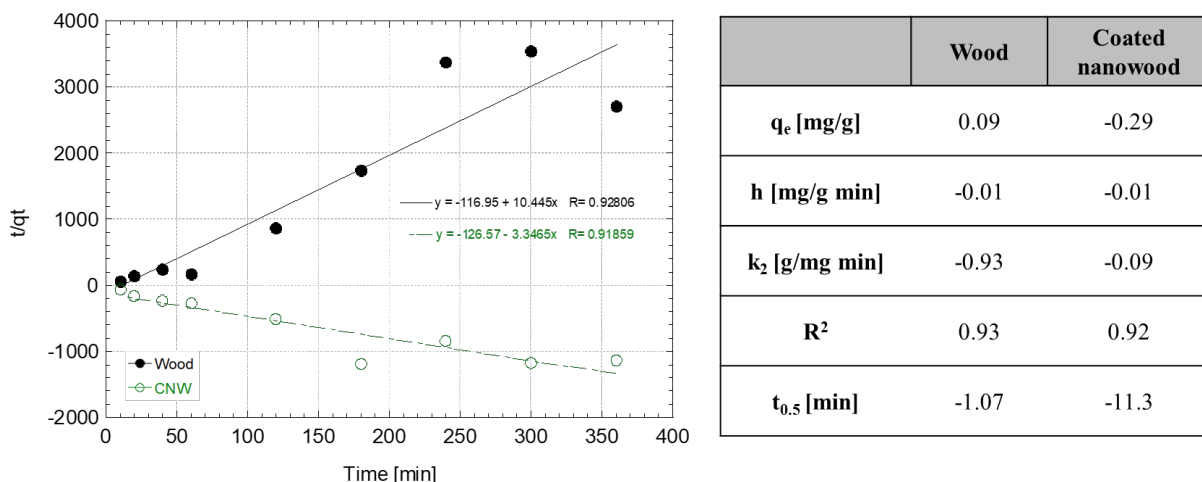 4000
3000
2000
1000
0
-1000
-2000
t/qt
y = -116.95 + 10.445x R= 0.92806
y = -126.57 - 3.3465x R= 0.91859
Wood
CNW
0 50 100 150 200 250 300 350 400
Time [min]
Wood Coated nanowood
qe [mg/g] 0.09 -0.29
h [mg/g min] -0.01 -0.01
k2 [g/mg min] -0.93 -0.09
R² 0.93 0.92
t0.5 [min] -1.07 -11.3